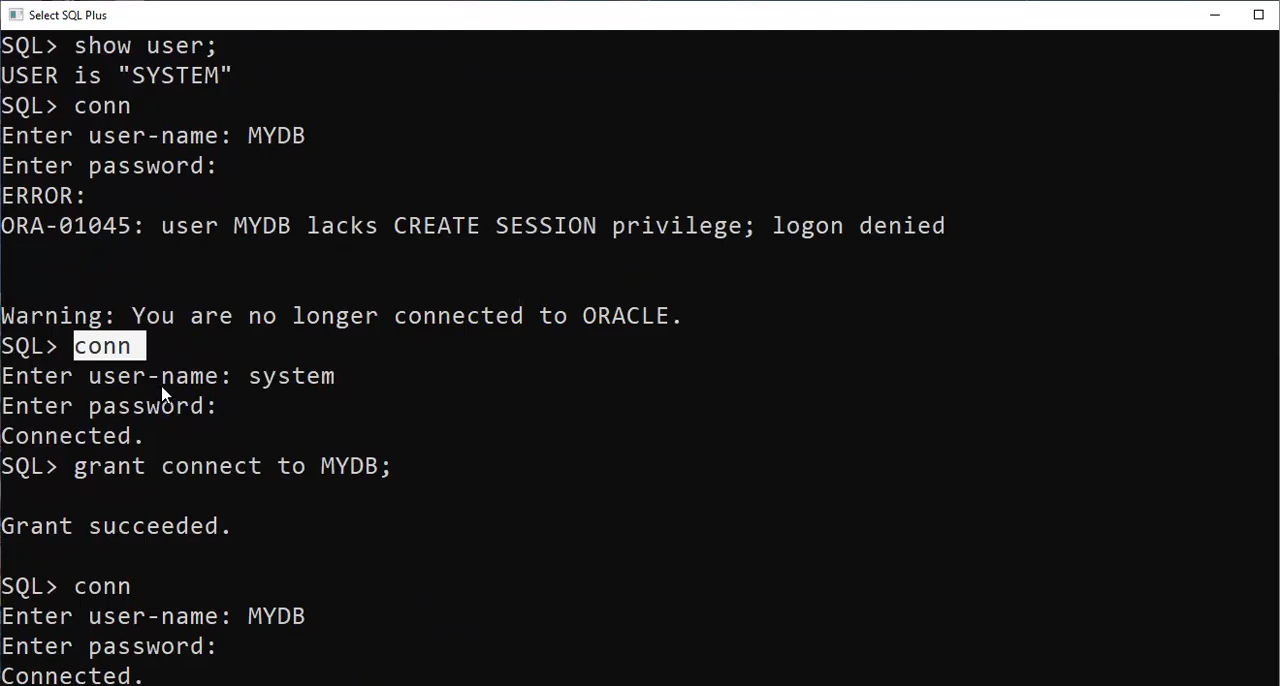 Select SQL Plus
SQL> show user;
USER is "SYSTEM"
SQL> conn
Enter user-name: MYDB
Enter password:
ERROR:
ORA-01045: user MYDB lacks CREATE SESSION privilege; logon denied
Warning: You are no longer connected to ORACLE.
SQL> conn
Enter user-name: system
Enter password:
Connected.
SQL> grant connect to MYDB;
Grant succeeded.
SQL> conn
Enter user-name: MYDB
Enter password:
Connected.